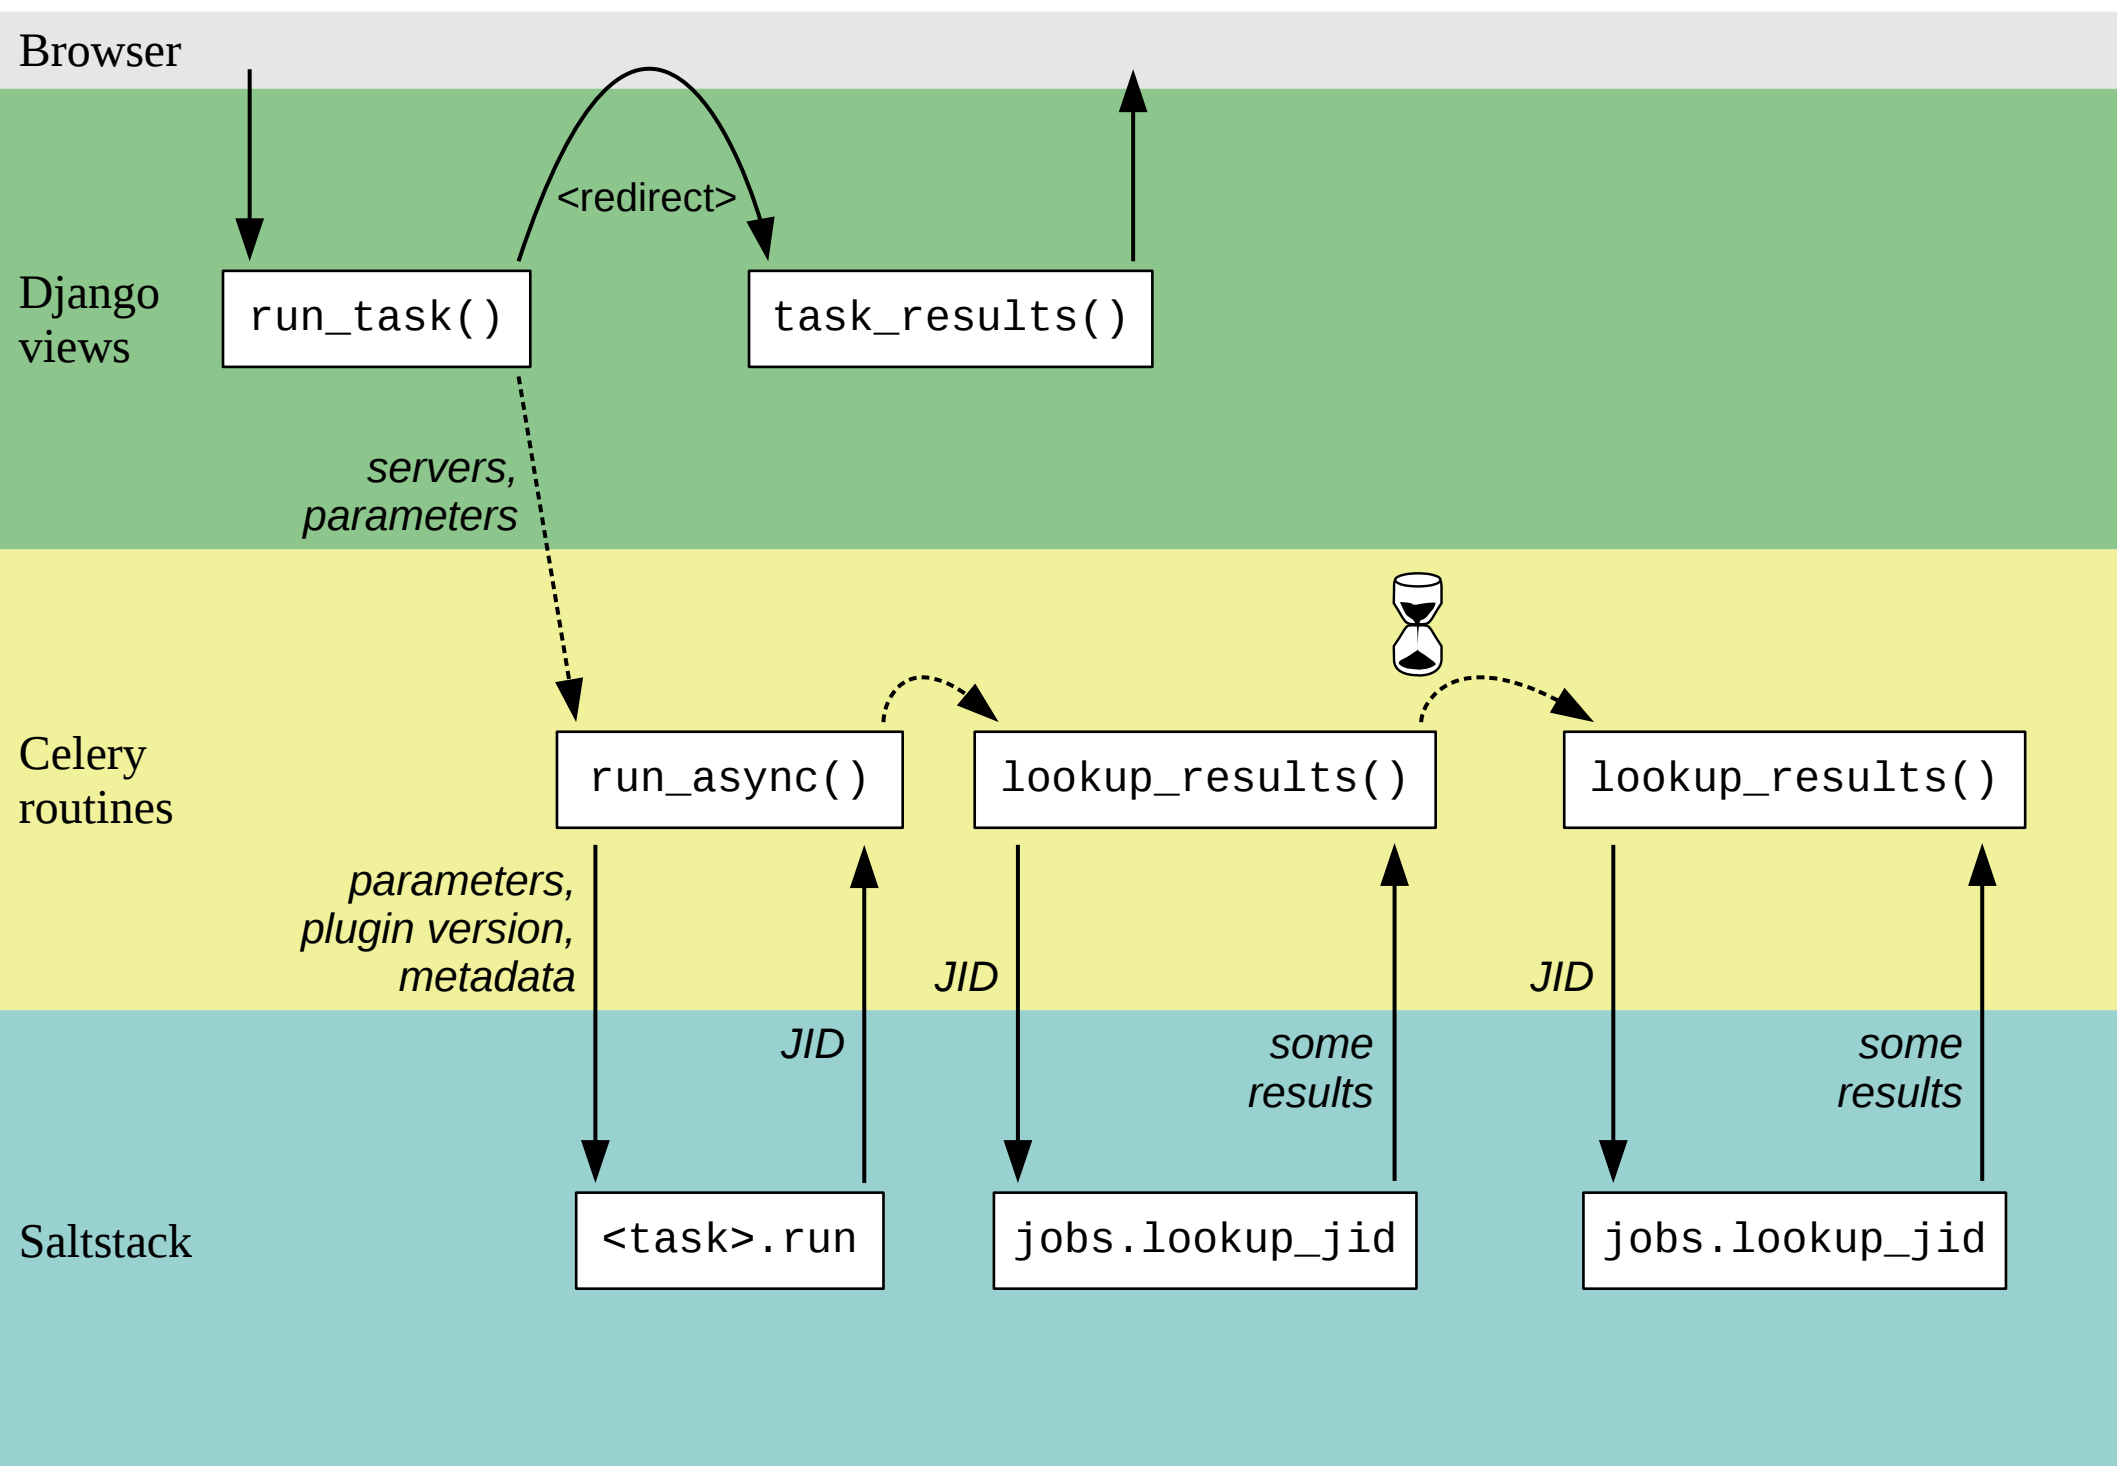 Browser
<redirect>
Django
views
run_task()
task_results()
servers,
parameters
Celery
routines
run_async()
lookup_results()
lookup_results()
parameters,
plugin version,
metadata
JID
JID
JID
some
results
some
results
Saltstack
<task>.run
jobs.lookup_jid
jobs.lookup_jid